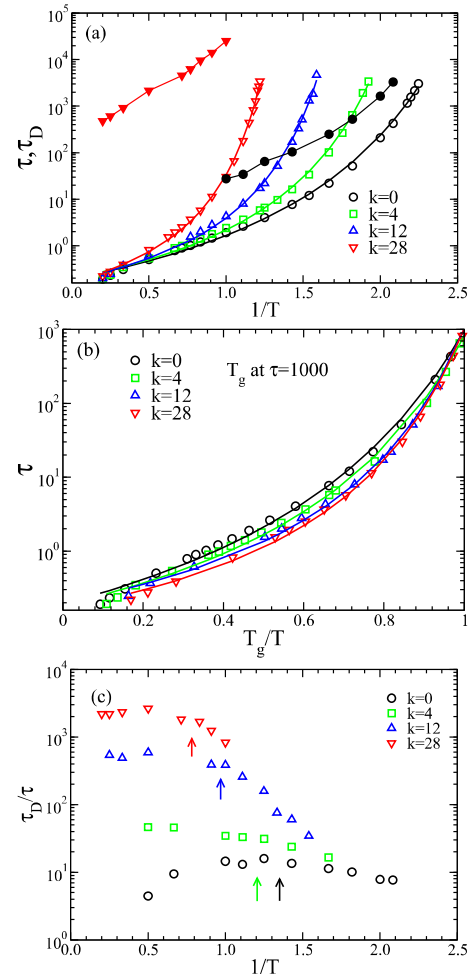 (a)
10^5
10^4
10^3
10^2
10^1
10^0
τ,τ_D
k=0
k=4
k=12
k=28
0.0 0.5 1.0 1.5 2.0 2.5
1/T
(b)
10^3
10^2
10^1
10^0
τ
k=0
k=4
k=12
k=28
T_g at τ=1000
0 0.2 0.4 0.6 0.8 1
T_g/T
(c)
10^4
10^3
10^2
10^1
10^0
τ_D/τ
k=0
k=4
k=12
k=28
0.0 0.5 1.0 1.5 2.0 2.5
1/T